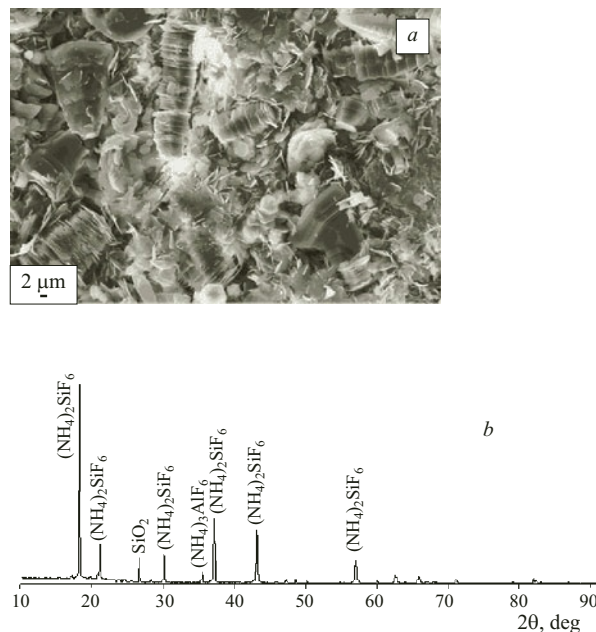 a
2 μm
b
(NH4)2SiF6
(NH4)2SiF6
SiO2
(NH4)2SiF6
(NH4)3AlF6
(NH4)2SiF6
(NH4)2SiF6
(NH4)2SiF6
10 20 30 40 50 60 70 80 90
2θ, deg